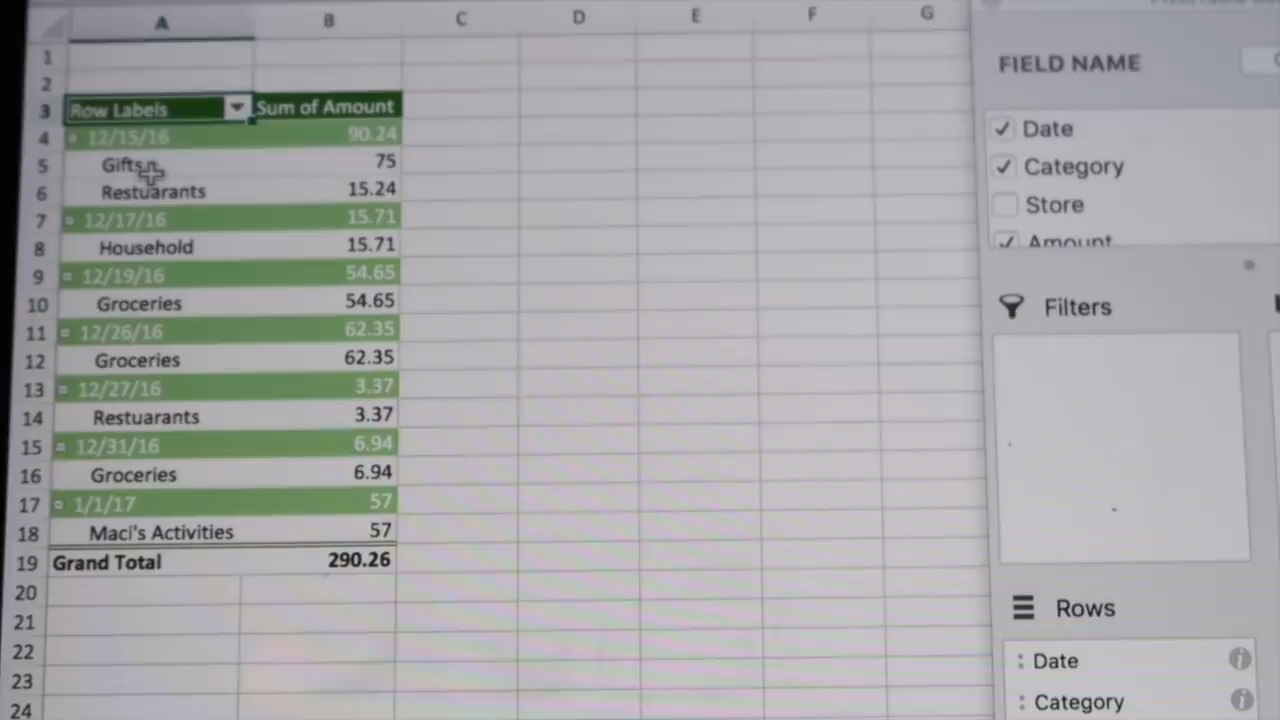 A B C D E F G
FIELD NAME
1
2
3 Row Labels Sum of Amount
4 12/15/16 90.24
5 Gifts 75
6 Restuarants 15.24
7 12/17/16 15.71
8 Household 15.71
9 12/19/16 54.65
10 Groceries 54.65
11 12/26/16 62.35
12 Groceries 62.35
13 12/27/16 3.37
14 Restuarants 3.37
15 12/31/16 6.94
16 Groceries 6.94
17 1/1/17 57
18 Maci's Activities 57
19 Grand Total 290.26
20
21
22
23
24
Date
Category
Store
Amount
Filters
Rows
Date
Category